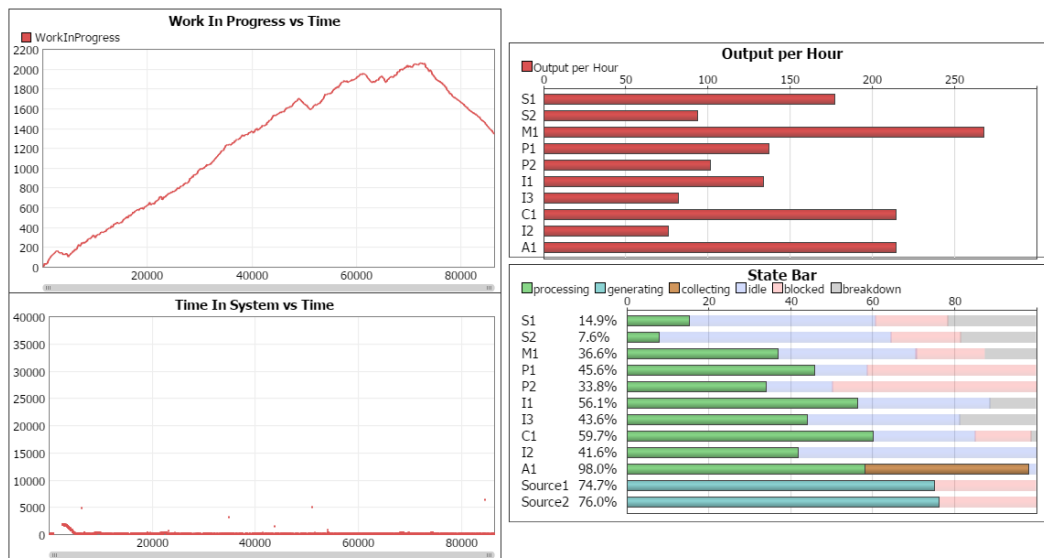 Work In Progress vs Time
WorkInProgress
2200
2000
1800
1600
1400
1200
1000
800
600
400
200
0
20000 40000 60000 80000
Time In System vs Time
40000
35000
30000
25000
20000
15000
10000
5000
0
20000 40000 60000 80000
Output per Hour
Output per Hour
0 50 100 150 200 250
S1
S2
M1
P1
P2
I1
I3
C1
I2
A1
State Bar
processing generating collecting idle blocked breakdown
0 20 40 60 80
S1 14.9%
S2 7.6%
M1 36.6%
P1 45.6%
P2 33.8%
I1 56.1%
I3 43.6%
C1 59.7%
I2 41.6%
A1 98.0%
Source1 74.7%
Source2 76.0%